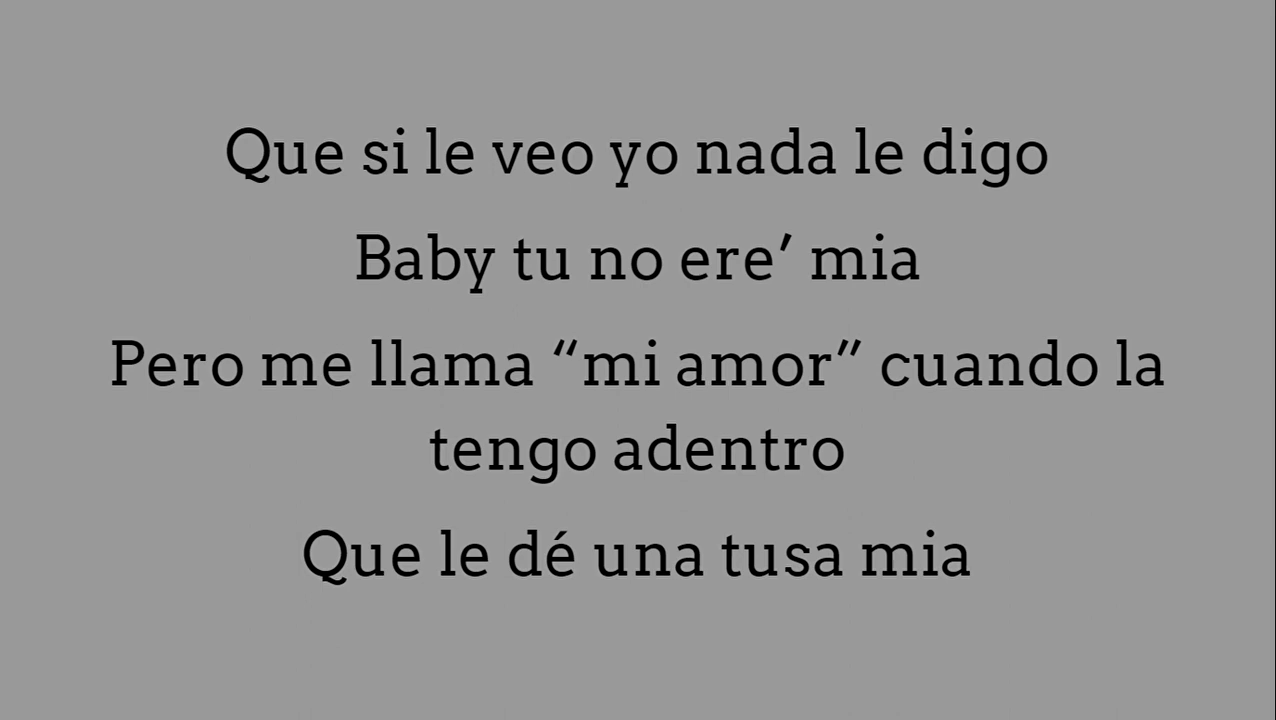 Que si le veo yo nada le digo
Baby tu no ere’ mia
Pero me llama “mi amor” cuando la
tengo adentro
Que le dé una tusa mia